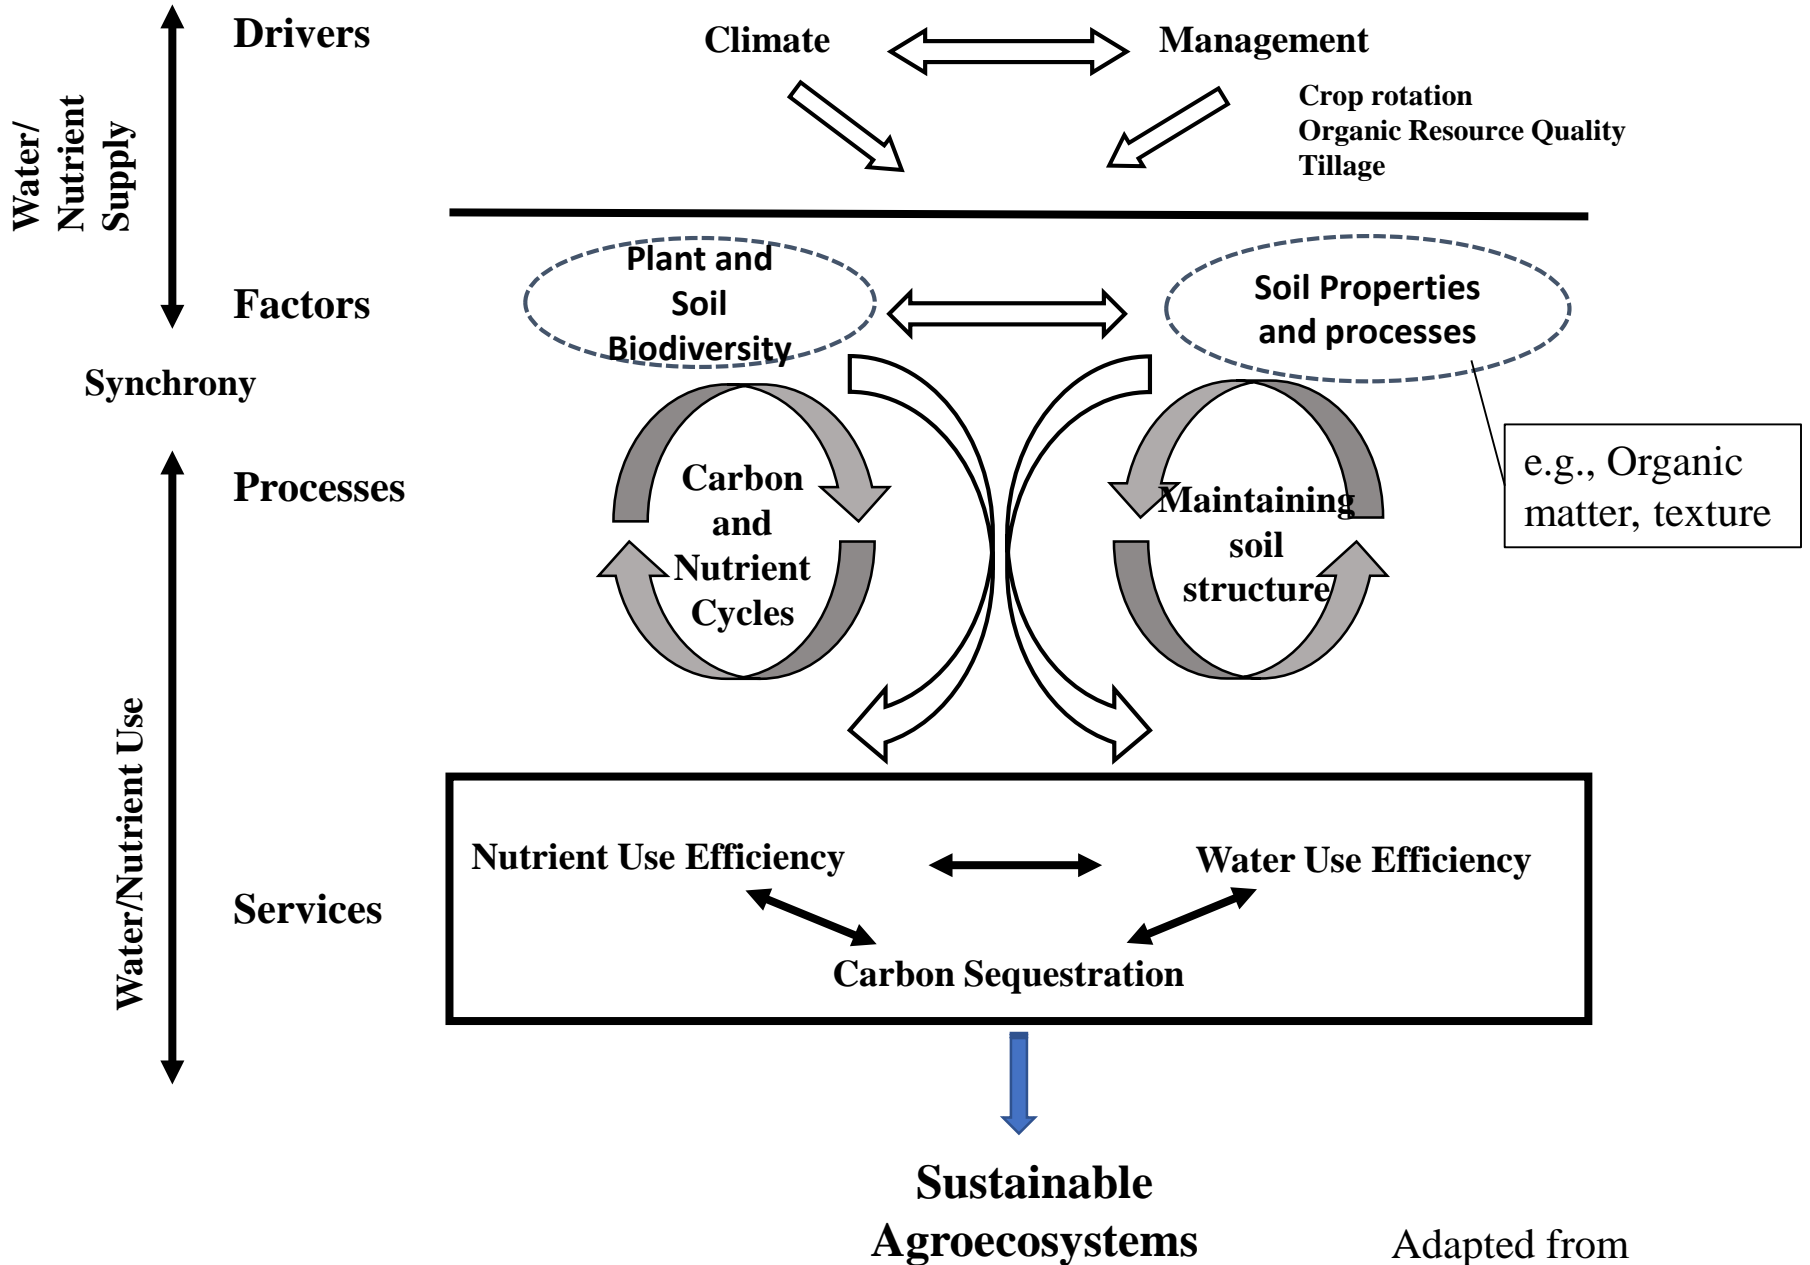 Drivers
Climate
Management
Crop rotation
Organic Resource Quality
Tillage
Water/
Nutrient
Supply
Factors
Plant and
Soil
Biodiversity
Soil Properties
and processes
Synchrony
Processes
Carbon
and
Nutrient
Cycles
Maintaining
soil
structure
e.g., Organic
matter, texture
Water/Nutrient Use
Services
Nutrient Use Efficiency
Water Use Efficiency
Carbon Sequestration
Sustainable
Agroecosystems
Adapted from